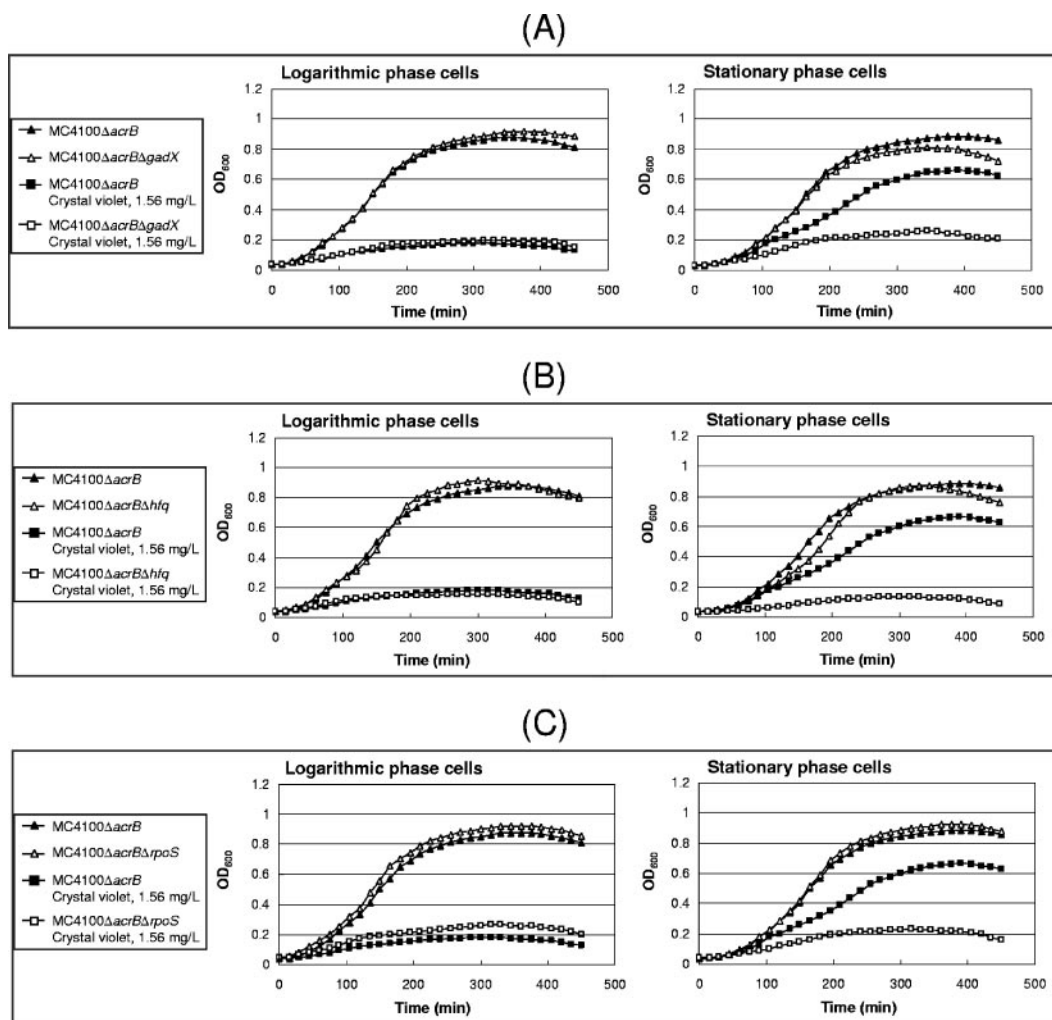 (A)
Logarithmic phase cells
Stationary phase cells
MC4100ΔacrB
MC4100ΔacrBΔgadX
MC4100ΔacrB
Crystal violet, 1.56 mg/L
MC4100ΔacrBΔgadX
Crystal violet, 1.56 mg/L
OD600
1.2
1
0.8
0.6
0.4
0.2
0
0 100 200 300 400 500
Time (min)
OD600
1.2
1
0.8
0.6
0.4
0.2
0
0 100 200 300 400 500
Time (min)
(B)
Logarithmic phase cells
Stationary phase cells
MC4100ΔacrB
MC4100ΔacrBΔhfq
MC4100ΔacrB
Crystal violet, 1.56 mg/L
MC4100ΔacrBΔhfq
Crystal violet, 1.56 mg/L
OD600
1.2
1
0.8
0.6
0.4
0.2
0
0 100 200 300 400 500
Time (min)
OD600
1.2
1
0.8
0.6
0.4
0.2
0
0 100 200 300 400 500
Time (min)
(C)
Logarithmic phase cells
Stationary phase cells
MC4100ΔacrB
MC4100ΔacrBΔrpoS
MC4100ΔacrB
Crystal violet, 1.56 mg/L
MC4100ΔacrBΔrpoS
Crystal violet, 1.56 mg/L
OD600
1.2
1
0.8
0.6
0.4
0.2
0
0 100 200 300 400 500
Time (min)
OD600
1.2
1
0.8
0.6
0.4
0.2
0
0 100 200 300 400 500
Time (min)